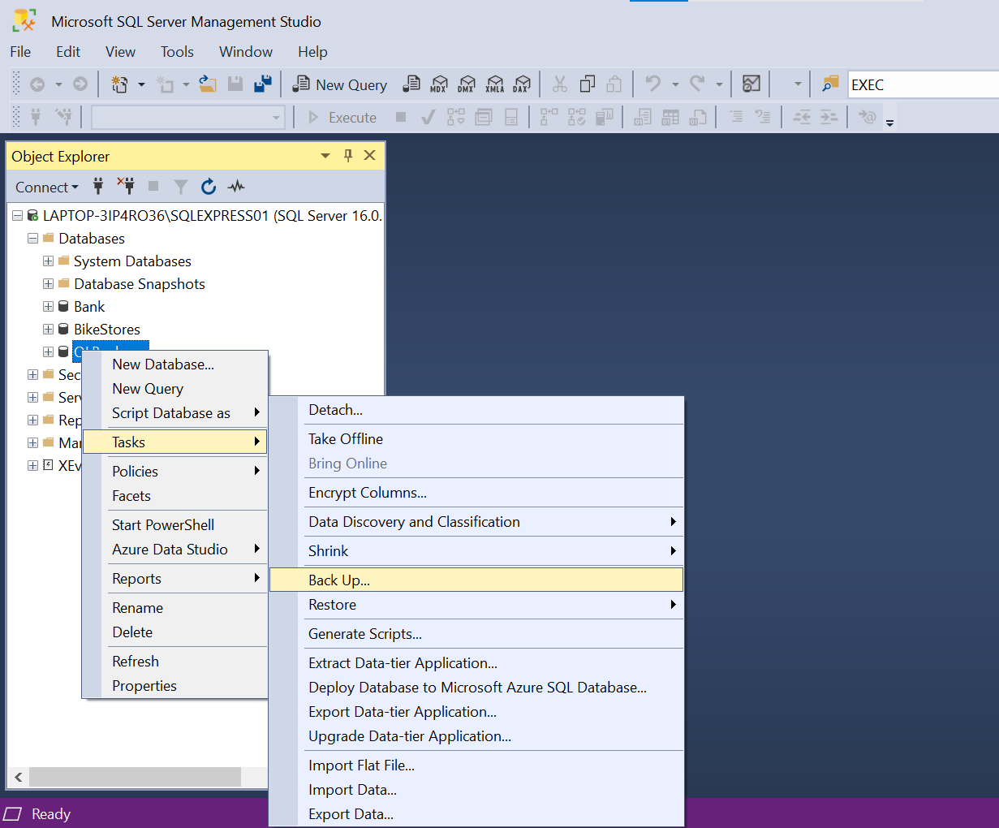 Microsoft SQL Server Management Studio
File Edit View Tools Window Help
New Query MDX DMX XMLA DAX EXEC
Execute
Object Explorer
Connect
LAPTOP-3IP4RO36\SQLEXPRESS01 (SQL Server 16.0.
Databases
System Databases
Database Snapshots
Bank
BikeStores
Sec
Serv
Rep
Man
XEv
New Database...
New Query
Script Database as
Tasks
Policies
Facets
Start PowerShell
Azure Data Studio
Reports
Rename
Delete
Refresh
Properties
Detach...
Take Offline
Bring Online
Encrypt Columns...
Data Discovery and Classification
Shrink
Back Up...
Restore
Generate Scripts...
Extract Data-tier Application...
Deploy Database to Microsoft Azure SQL Database...
Export Data-tier Application...
Upgrade Data-tier Application...
Import Flat File...
Import Data...
Export Data...
Ready